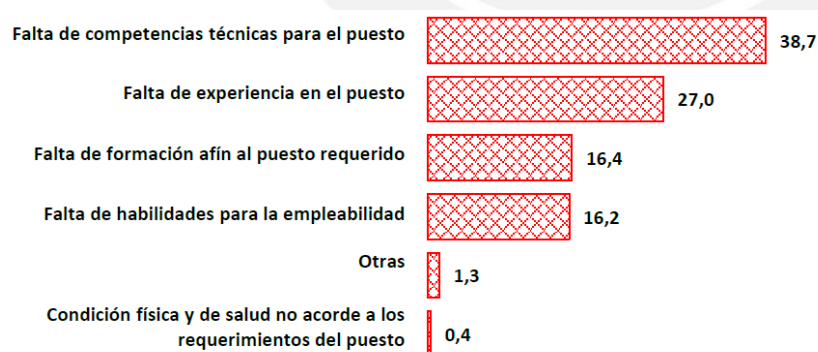 Falta de competencias técnicas para el puesto
38,7
Falta de experiencia en el puesto
27,0
Falta de formación afín al puesto requerido
16,4
Falta de habilidades para la empleabilidad
16,2
Otras
1,3
Condición física y de salud no acorde a los
requerimientos del puesto
0,4